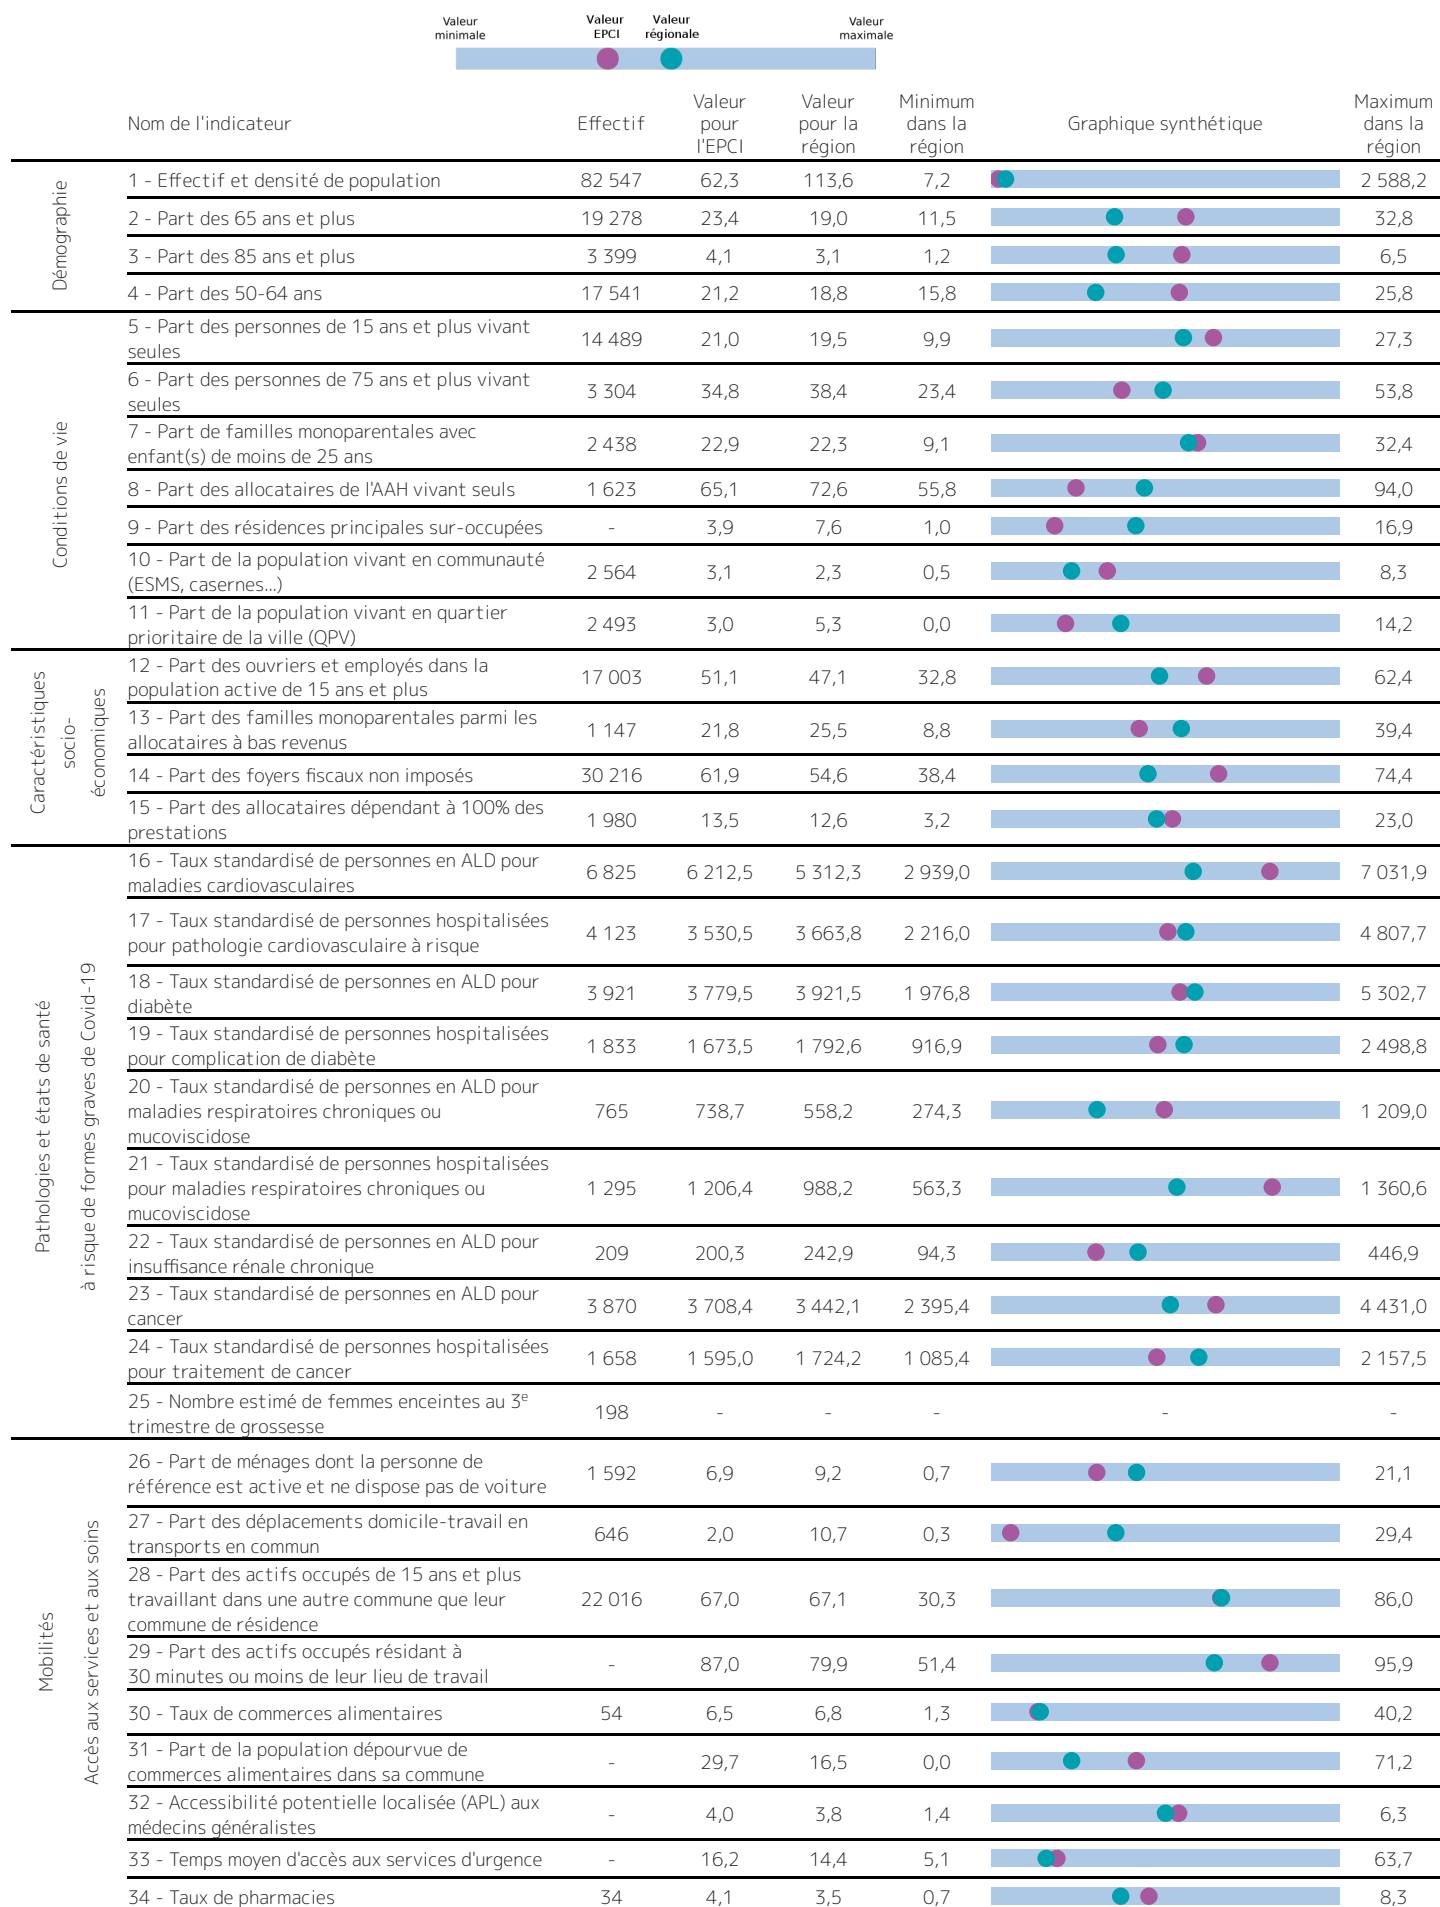 Valeur minimale
Valeur EPCI
Valeur régionale
Valeur maximale
Nom de l'indicateur
Effectif
Valeur pour l'EPCI
Valeur pour la région
Minimum dans la région
Graphique synthétique
Maximum dans la région
Démographie
1 - Effectif et densité de population 82 547 62,3 113,6 7,2 2 588,2
2 - Part des 65 ans et plus 19 278 23,4 19,0 11,5 32,8
3 - Part des 85 ans et plus 3 399 4,1 3,1 1,2 6,5
4 - Part des 50-64 ans 17 541 21,2 18,8 15,8 25,8
Conditions de vie
5 - Part des personnes de 15 ans et plus vivant
seules 14 489 21,0 19,5 9,9 27,3
6 - Part des personnes de 75 ans et plus vivant
seules 3 304 34,8 38,4 23,4 53,8
7 - Part de familles monoparentales avec
enfant(s) de moins de 25 ans 2 438 22,9 22,3 9,1 32,4
8 - Part des allocataires de l'AAH vivant seuls 1 623 65,1 72,6 55,8 94,0
9 - Part des résidences principales sur-occupées - 3,9 7,6 1,0 16,9
10 - Part de la population vivant en communauté
(ESMS, casernes...) 2 564 3,1 2,3 0,5 8,3
11 - Part de la population vivant en quartier
prioritaire de la ville (QPV) 2 493 3,0 5,3 0,0 14,2
Caractéristiques
socio-
économiques
12 - Part des ouvriers et employés dans la
population active de 15 ans et plus 17 003 51,1 47,1 32,8 62,4
13 - Part des familles monoparentales parmi les
allocataires à bas revenus 1 147 21,8 25,5 8,8 39,4
14 - Part des foyers fiscaux non imposés 30 216 61,9 54,6 38,4 74,4
15 - Part des allocataires dépendant à 100% des
prestations 1 980 13,5 12,6 3,2 23,0
Pathologies et états de santé
à risque de formes graves de Covid-19
16 - Taux standardisé de personnes en ALD pour
maladies cardiovasculaires 6 825 6 212,5 5 312,3 2 939,0 7 031,9
17 - Taux standardisé de personnes hospitalisées
pour pathologie cardiovasculaire à risque 4 123 3 530,5 3 663,8 2 216,0 4 807,7
18 - Taux standardisé de personnes en ALD pour
diabète 3 921 3 779,5 3 921,5 1 976,8 5 302,7
19 - Taux standardisé de personnes hospitalisées
pour complication de diabète 1 833 1 673,5 1 792,6 916,9 2 498,8
20 - Taux standardisé de personnes en ALD pour
maladies respiratoires chroniques ou
mucoviscidose 765 738,7 558,2 274,3 1 209,0
21 - Taux standardisé de personnes hospitalisées
pour maladies respiratoires chroniques ou
mucoviscidose 1 295 1 206,4 988,2 563,3 1 360,6
22 - Taux standardisé de personnes en ALD pour
insuffisance rénale chronique 209 200,3 242,9 94,3 446,9
23 - Taux standardisé de personnes en ALD pour
cancer 3 870 3 708,4 3 442,1 2 395,4 4 431,0
24 - Taux standardisé de personnes hospitalisées
pour traitement de cancer 1 658 1 595,0 1 724,2 1 085,4 2 157,5
25 - Nombre estimé de femmes enceintes au 3e
trimestre de grossesse 198 - - - - -
Mobilités
Accès aux services et aux soins
26 - Part de ménages dont la personne de
référence est active et ne dispose pas de voiture 1 592 6,9 9,2 0,7 21,1
27 - Part des déplacements domicile-travail en
transports en commun 646 2,0 10,7 0,3 29,4
28 - Part des actifs occupés de 15 ans et plus
travaillant dans une autre commune que leur
commune de résidence 22 016 67,0 67,1 30,3 86,0
29 - Part des actifs occupés résidant à
30 minutes ou moins de leur lieu de travail - 87,0 79,9 51,4 95,9
30 - Taux de commerces alimentaires 54 6,5 6,8 1,3 40,2
31 - Part de la population dépourvue de
commerces alimentaires dans sa commune - 29,7 16,5 0,0 71,2
32 - Accessibilité potentielle localisée (APL) aux
médecins généralistes - 4,0 3,8 1,4 6,3
33 - Temps moyen d'accès aux services d'urgence - 16,2 14,4 5,1 63,7
34 - Taux de pharmacies 34 4,1 3,5 0,7 8,3